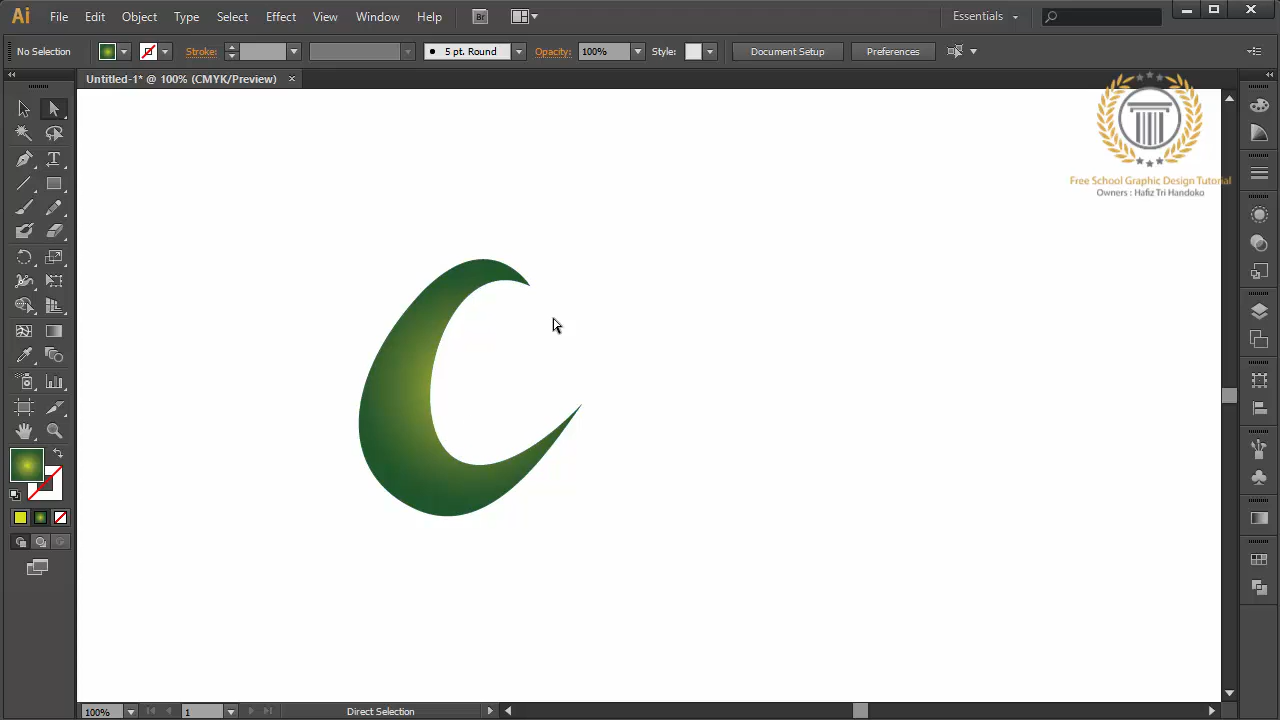 Ai File Edit Object Type Select Effect View Window Help Br Essentials
No Selection Stroke: 5 pt. Round Opacity: 100% Style: Document Setup Preferences
Untitled-1* @ 100% (CMYK/Preview)
Free School Graphic Design Tutorial
Owners : Hafiz Tri Handoko
100% 1 Direct Selection